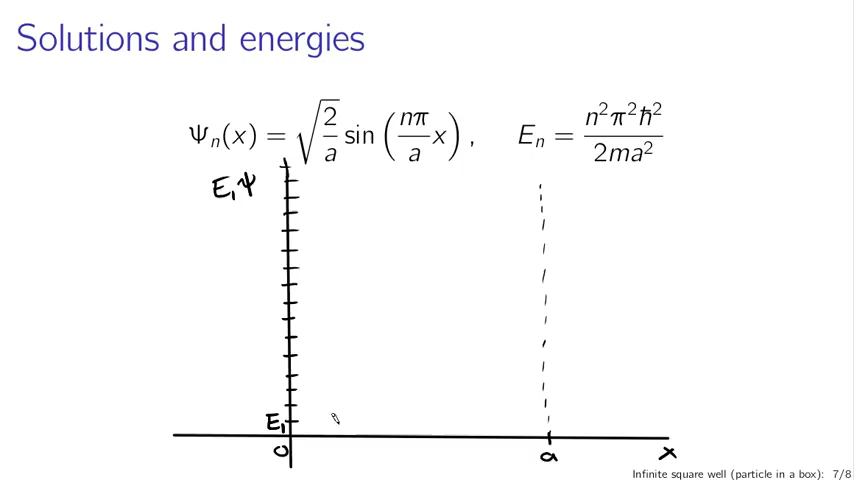 Solutions and energies
Ψₙ(x) = √(2/a) sin (nπ/a x) , Eₙ = n²π²ħ²/2ma²
E,Ψ
E₁
0 a x
Infinite square well (particle in a box): 7/8